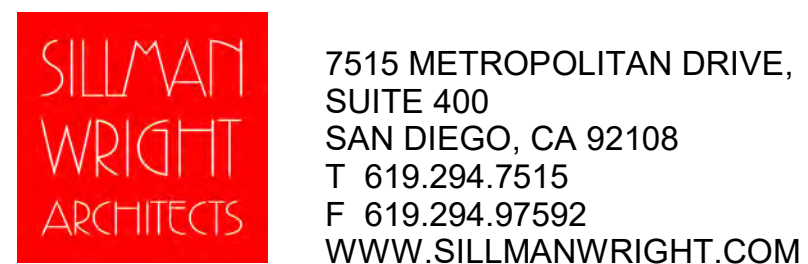 SILLMAN
WRIGHT
ARCHITECTS
7515 METROPOLITAN DRIVE,
SUITE 400
SAN DIEGO, CA 92108
T 619.294.7515
F 619.294.97592
WWW.SILLMANWRIGHT.COM